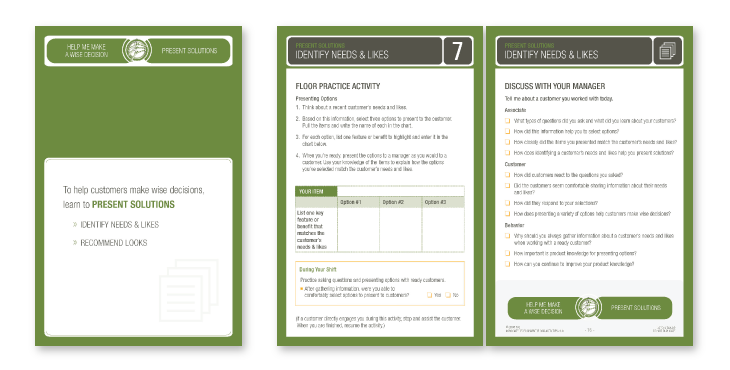 HELP ME MAKE
A WISE DECISION
PRESENT SOLUTIONS
To help customers make wise decisions,
learn to PRESENT SOLUTIONS
» IDENTIFY NEEDS & LIKES
» RECOMMEND LOOKS
PRESENT SOLUTIONS
IDENTIFY NEEDS & LIKES
7
FLOOR PRACTICE ACTIVITY
Presenting Options
1. Think about a recent customer's needs and likes.
2. Based on this information, select three options to present to the customer.
Pull the items and write the name of each in the chart.
3. For each option, list one feature or benefit to highlight and enter it in the
chart below.
4. When you're ready, present the options to a manager as you would to a
customer. Use your knowledge of the items to explain how the options
you've selected match the customer's needs and likes.
YOUR ITEM
Option #1
Option #2
Option #3
List one key
feature or
benefit that
matches the
customer's
needs & likes
During Your Shift
Practice asking questions and presenting options with ready customers.
After gathering information, were you able to
comfortably select options to present to customers?
Yes
No
(If a customer directly engages you during this activity, stop and assist the customer.
When you are finished, resume the activity.)
PRESENT SOLUTIONS
IDENTIFY NEEDS & LIKES
DISCUSS WITH YOUR MANAGER
Tell me about a customer you worked with today.
Associate
What types of questions did you ask and what did you learn about your customers?
How did this information help you to select options?
How closely did the items you presented match the customer's needs and likes?
How does identifying a customer's needs and likes help you present solutions?
Customer
How did customers react to the questions you asked?
Did the customers seem comfortable sharing information about their needs
and likes?
How did they respond to your selections?
How does presenting a variety of options help customers make wise decisions?
Behavior
Why should you always gather information about a customer's needs and likes
when working with a ready customer?
How important is product knowledge for presenting options?
How can you continue to improve your product knowledge?
HELP ME MAKE
A WISE DECISION
PRESENT SOLUTIONS